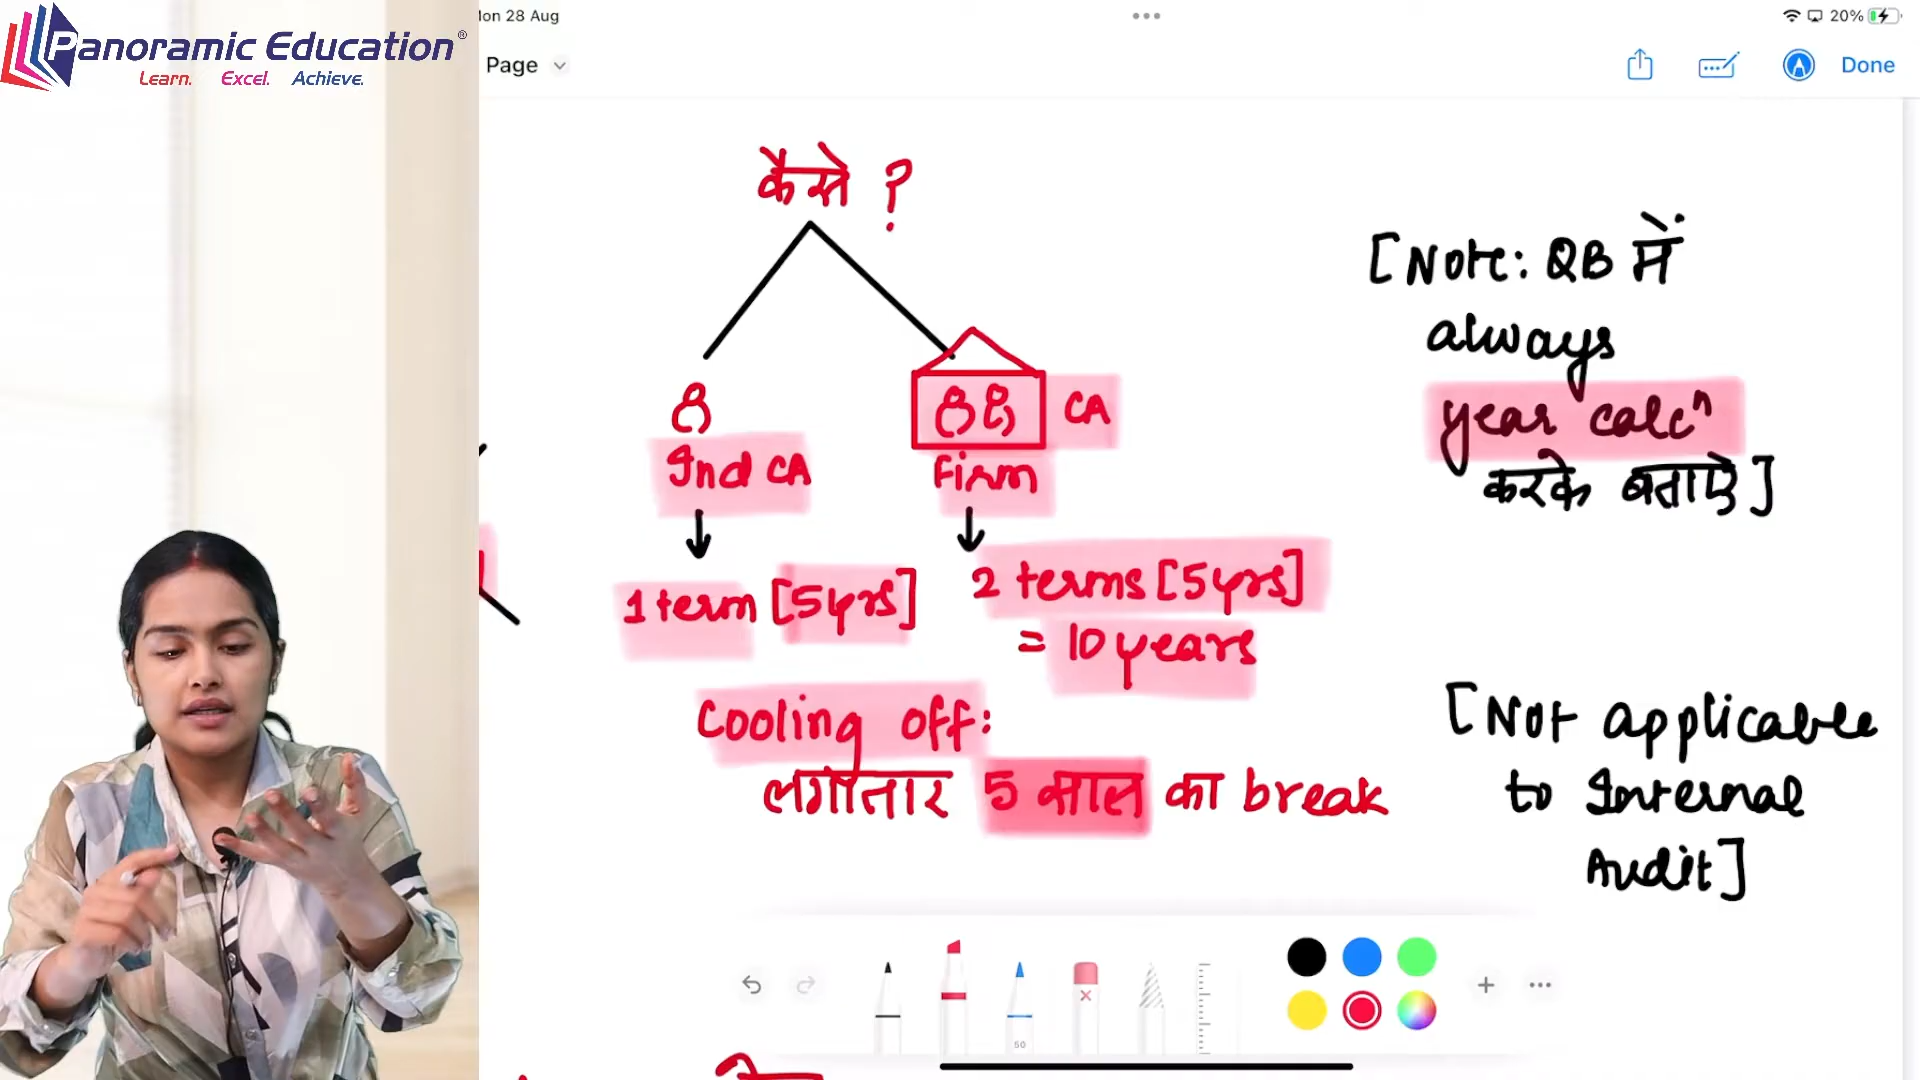 Panoramic Education®
Learn. Excel. Achieve.
Mon 28 Aug
20%
Page
Done
कैसे ?
[Note: QB में
always
year calcⁿ
करके बताएं]
CA
Ind CA
Firm
1 term [5yrs]
2 terms [5yrs]
= 10 years
Cooling off:
लगातार 5 साल का break
[Not applicable
to Internal
Audit]
50